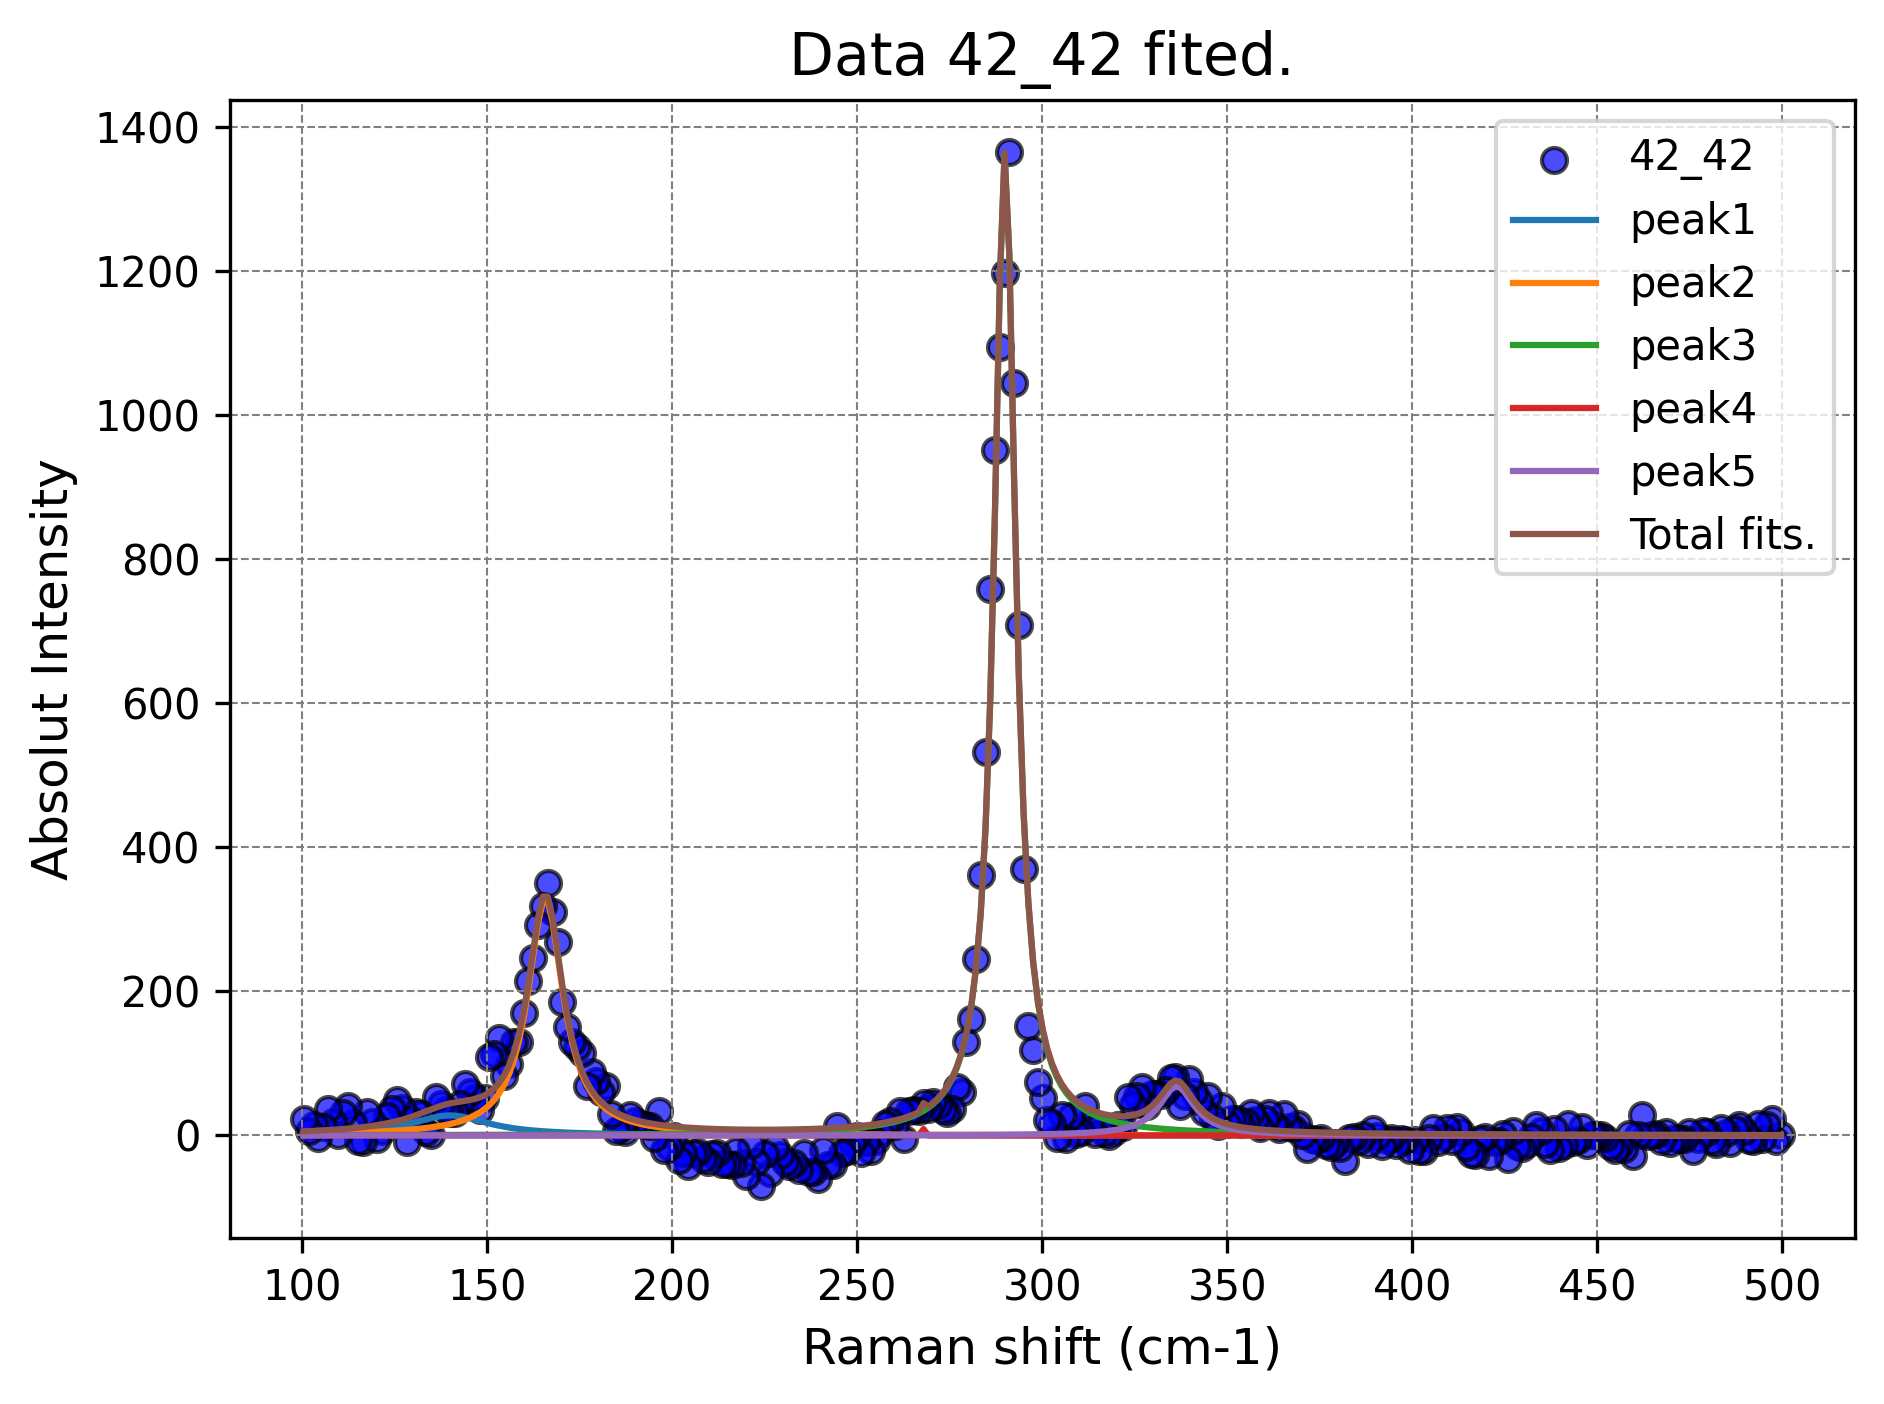 Data 42_42 fited.
Absolut Intensity
1400
1200
1000
800
600
400
200
0
42_42
peak1
peak2
peak3
peak4
peak5
Total fits.
100 150 200 250 300 350 400 450 500
Raman shift (cm-1)